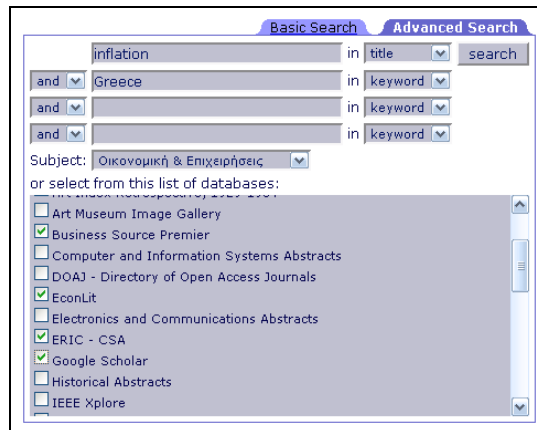 Basic Search Advanced Search
inflation in title search
and Greece in keyword
and in keyword
and in keyword
Subject: Οικονομική & Επιχειρήσεις
or select from this list of databases:
Art Museum Image Gallery
Business Source Premier
Computer and Information Systems Abstracts
DOAJ - Directory of Open Access Journals
EconLit
Electronics and Communications Abstracts
ERIC - CSA
Google Scholar
Historical Abstracts
IEEE Xplore